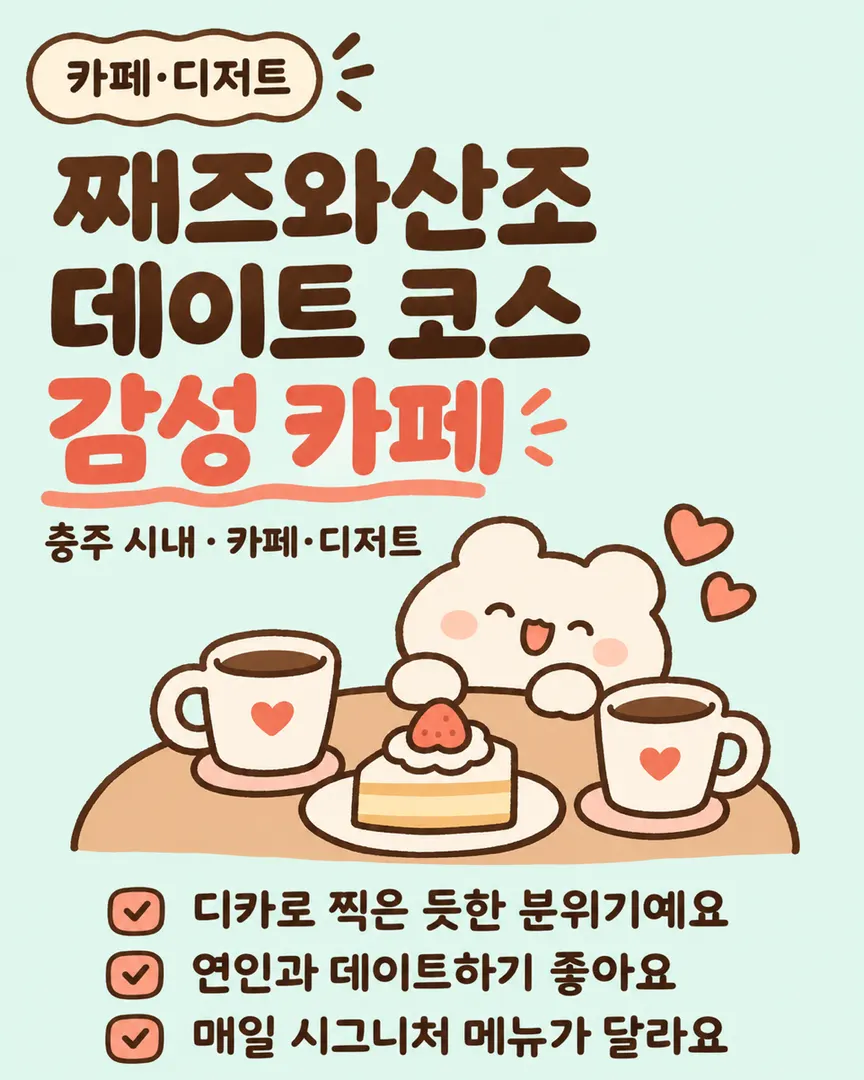 카페·디저트
째즈와산조
데이트 코스
감성 카페
충주 시내 · 카페·디저트
디카로 찍은 듯한 분위기예요
연인과 데이트하기 좋아요
매일 시그니처 메뉴가 달라요